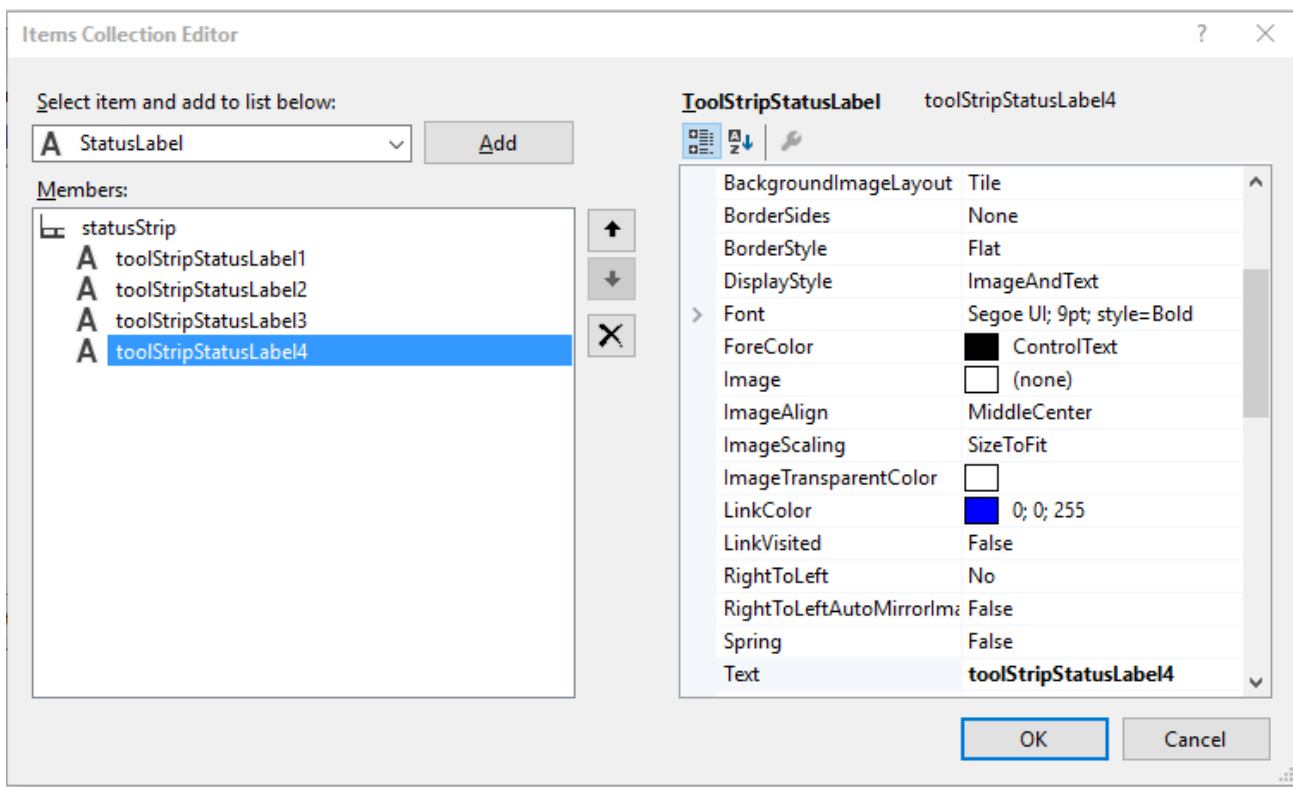 Items Collection Editor
Select item and add to list below:
StatusLabel
Add
Members:
statusStrip
toolStripStatusLabel1
toolStripStatusLabel2
toolStripStatusLabel3
toolStripStatusLabel4
ToolStripStatusLabel toolStripStatusLabel4
BackgroundImageLayout Tile
BorderSides None
BorderStyle Flat
DisplayStyle ImageAndText
Font Segoe UI; 9pt; style=Bold
ForeColor ControlText
Image (none)
ImageAlign MiddleCenter
ImageScaling SizeToFit
ImageTransparentColor
LinkColor 0; 0; 255
LinkVisited False
RightToLeft No
RightToLeftAutoMirrorIma False
Spring False
Text toolStripStatusLabel4
OK Cancel